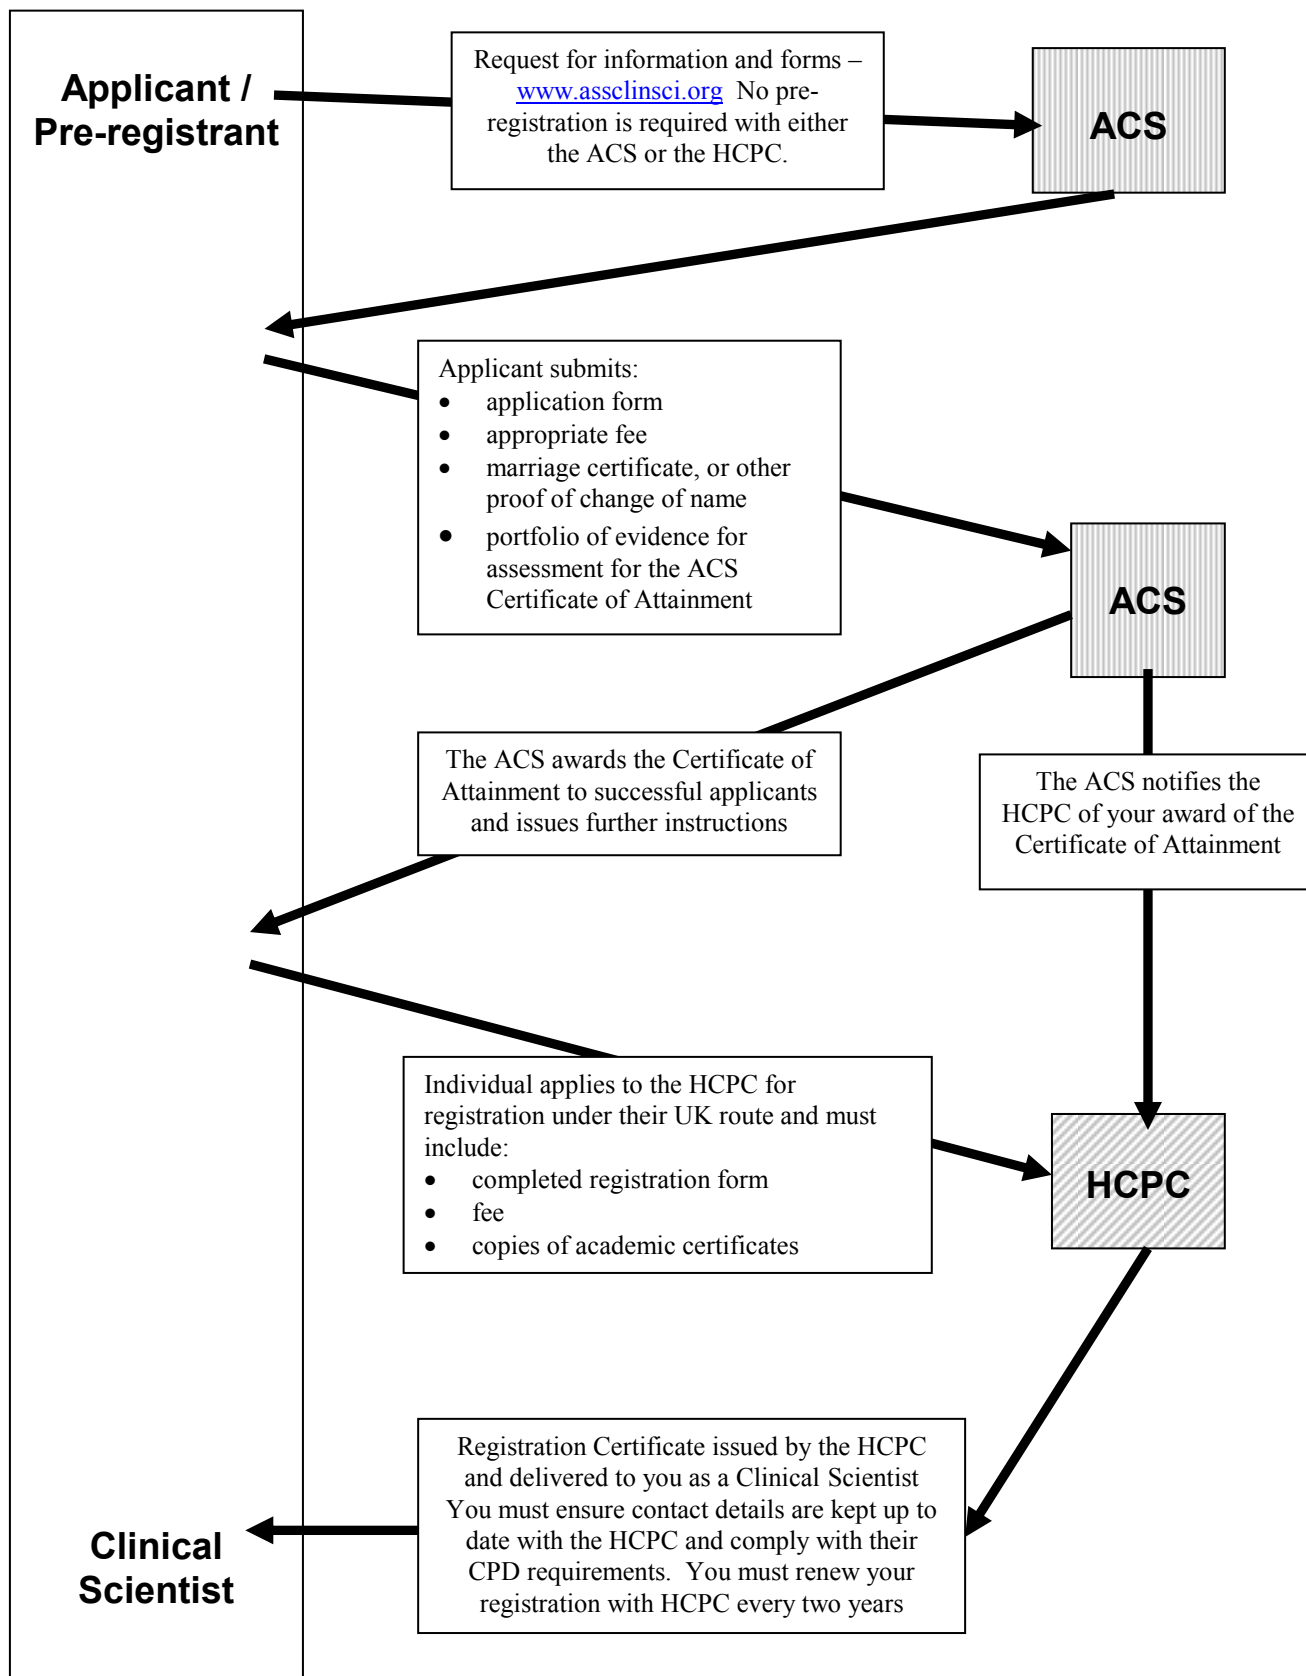 Applicant /
Pre-registrant
Request for information and forms –
www.assclinsci.org No pre-
registration is required with either
the ACS or the HCPC.
ACS
Applicant submits:
• application form
• appropriate fee
• marriage certificate, or other
proof of change of name
• portfolio of evidence for
assessment for the ACS
Certificate of Attainment
ACS
The ACS awards the Certificate of
Attainment to successful applicants
and issues further instructions
The ACS notifies the
HCPC of your award of the
Certificate of Attainment
Individual applies to the HCPC for
registration under their UK route and must
include:
• completed registration form
• fee
• copies of academic certificates
HCPC
Registration Certificate issued by the HCPC
and delivered to you as a Clinical Scientist
You must ensure contact details are kept up to
date with the HCPC and comply with their
CPD requirements. You must renew your
registration with HCPC every two years
Clinical
Scientist